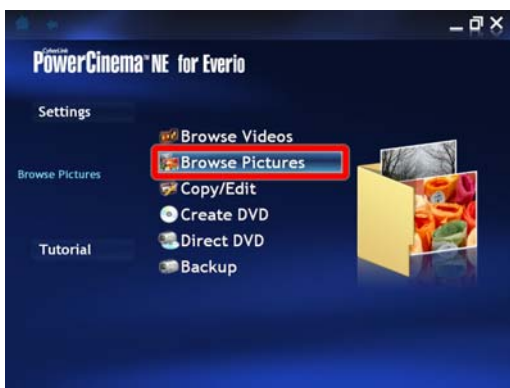 CyberLink
PowerCinema™ NE for Everio
Settings
Browse Videos
Browse Pictures
Browse Pictures
Copy/Edit
Create DVD
Direct DVD
Tutorial
Backup